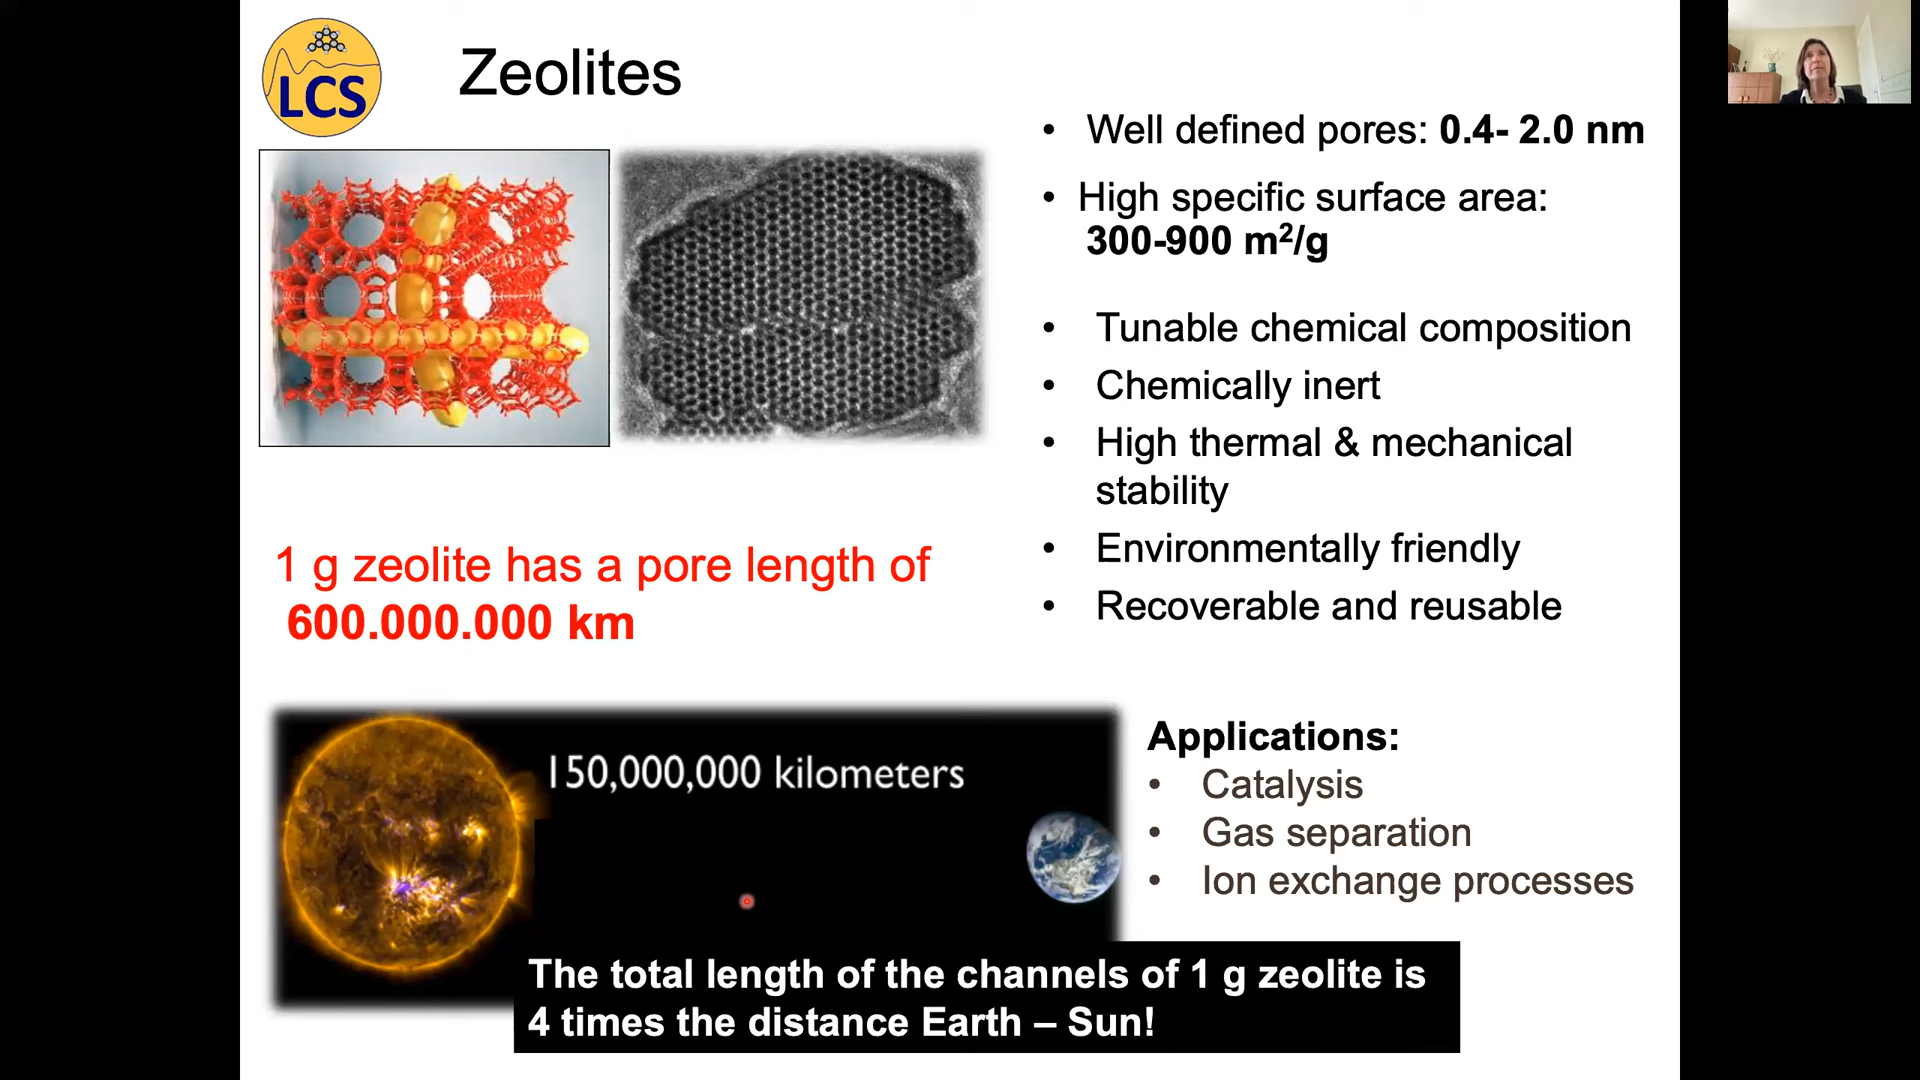 LCS
Zeolites
• Well defined pores: 0.4- 2.0 nm
• High specific surface area:
300-900 m²/g
• Tunable chemical composition
• Chemically inert
• High thermal & mechanical
stability
• Environmentally friendly
• Recoverable and reusable
1 g zeolite has a pore length of
600.000.000 km
150,000,000 kilometers
The total length of the channels of 1 g zeolite is
4 times the distance Earth – Sun!
Applications:
• Catalysis
• Gas separation
• Ion exchange processes